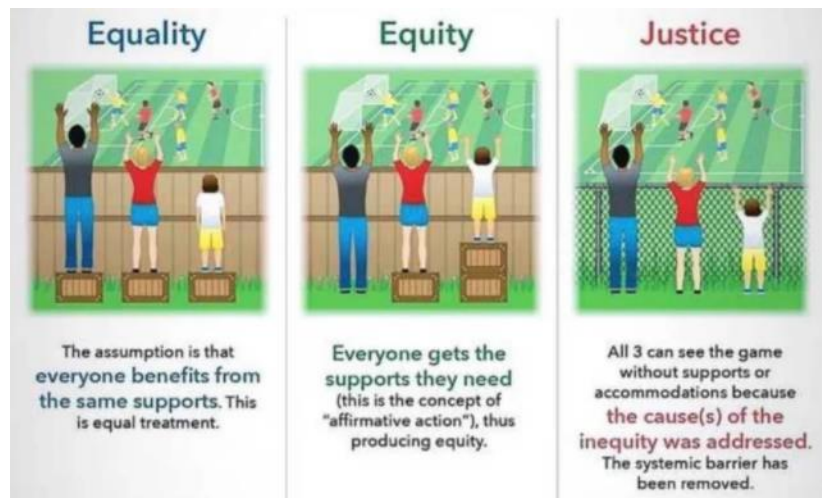 Equality
The assumption is that
everyone benefits from
the same supports. This
is equal treatment.
Equity
Everyone gets the
supports they need
(this is the concept of
"affirmative action"), thus
producing equity.
Justice
All 3 can see the game
without supports or
accommodations because
the cause(s) of the
inequity was addressed.
The systemic barrier has
been removed.